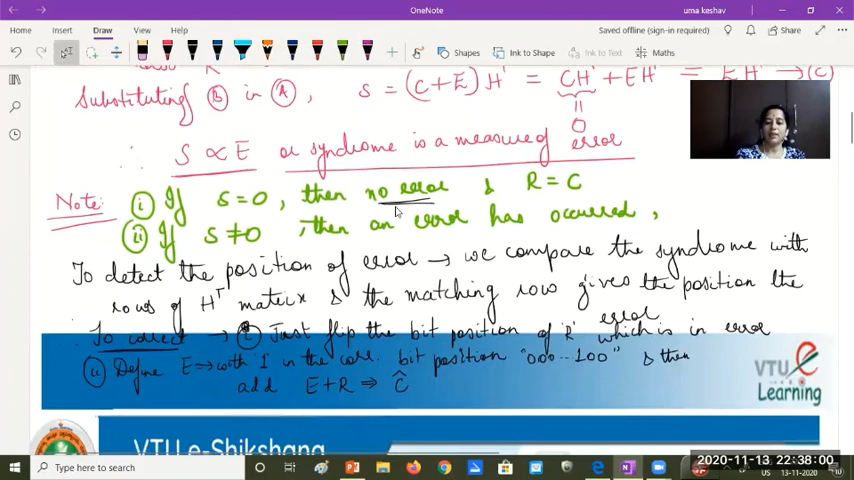 OneNote
uma keshav
Home Insert Draw View Help
Saved offline (sign-in required)
Share
Shapes Ink to Shape Ink to Text Maths
R
Substituting (B) in (A), S = (C+E) Hᵀ = CHᵀ + EHᵀ = EHᵀ → (C)
||
0
∴ S ∝ E or syndrome is a measure of error
Note: (i) If S = 0, then no error & R = C
(ii) If S ≠ 0, then an error has occurred,
To detect the position of error → we compare the syndrome with
rows of Hᵀ matrix & the matching row gives the position the
error
To correct → (i) Just flip the bit position of 'R' which is in error
(ii) Define E → with '1' in the corr. bit position "000...100" & then
add E+R ⇒ Ĉ
VTU e
Learning
VTU e-Shikshana
Type here to search
2020-11-13 22:38:00
US 13-11-2020